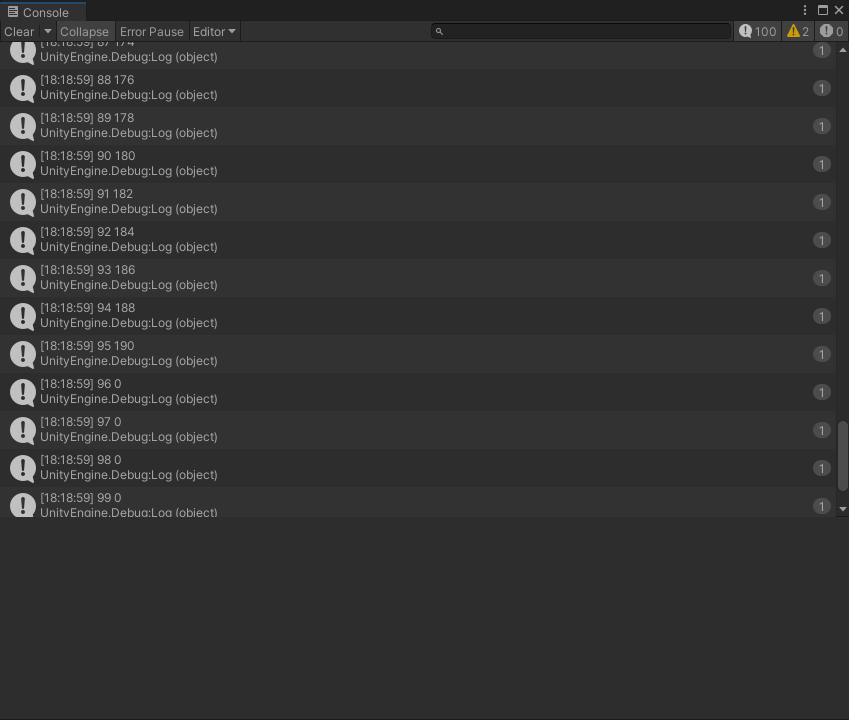 Console
Clear Collapse Error Pause Editor 100 2 0
[18:18:59] 87 174
UnityEngine.Debug:Log (object) 1
[18:18:59] 88 176
UnityEngine.Debug:Log (object) 1
[18:18:59] 89 178
UnityEngine.Debug:Log (object) 1
[18:18:59] 90 180
UnityEngine.Debug:Log (object) 1
[18:18:59] 91 182
UnityEngine.Debug:Log (object) 1
[18:18:59] 92 184
UnityEngine.Debug:Log (object) 1
[18:18:59] 93 186
UnityEngine.Debug:Log (object) 1
[18:18:59] 94 188
UnityEngine.Debug:Log (object) 1
[18:18:59] 95 190
UnityEngine.Debug:Log (object) 1
[18:18:59] 96 0
UnityEngine.Debug:Log (object) 1
[18:18:59] 97 0
UnityEngine.Debug:Log (object) 1
[18:18:59] 98 0
UnityEngine.Debug:Log (object) 1
[18:18:59] 99 0
UnityEngine.Debug:Log (object) 1